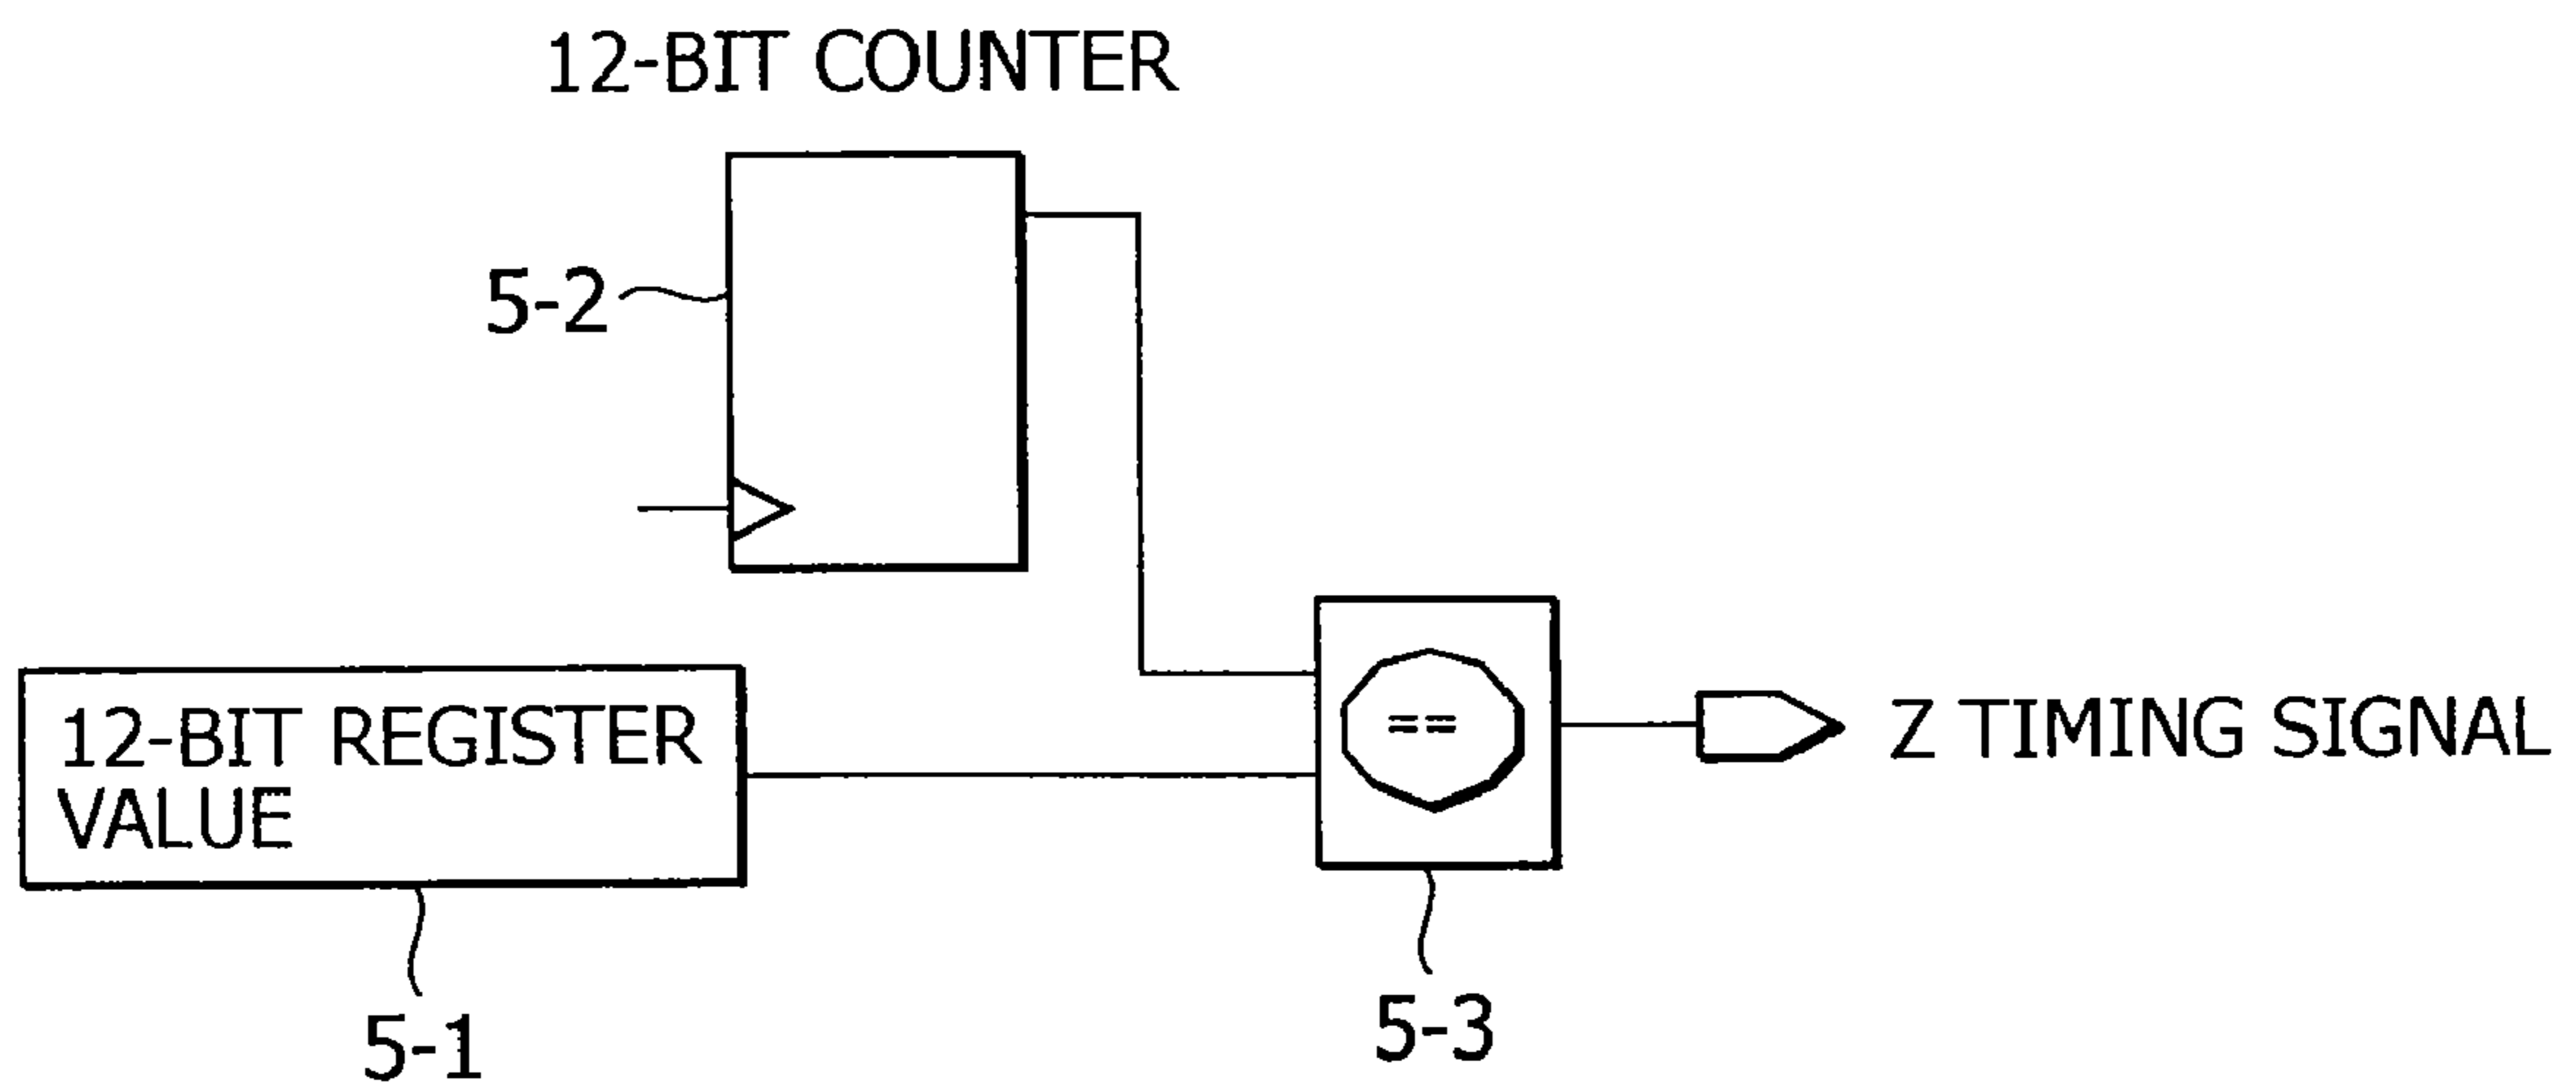 12-BIT COUNTER
5-2
12-BIT REGISTER
VALUE
==
Z TIMING SIGNAL
5-1
5-3